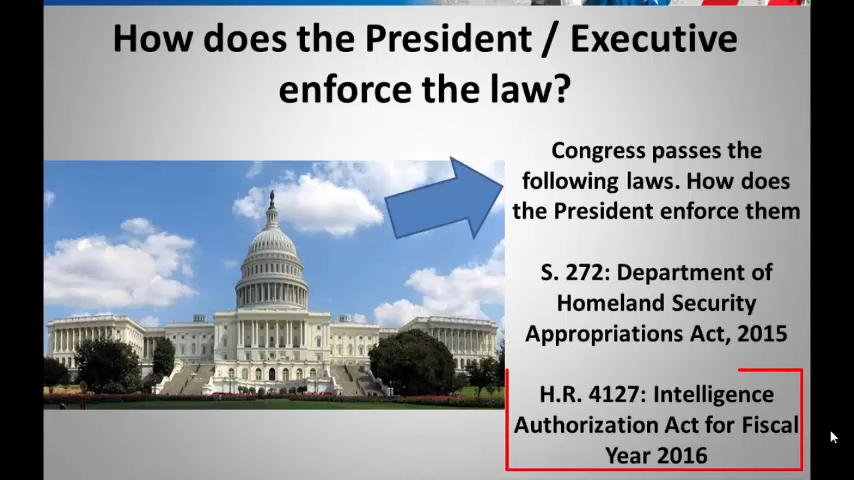 How does the President / Executive
enforce the law?
Congress passes the
following laws. How does
the President enforce them
S. 272: Department of
Homeland Security
Appropriations Act, 2015
H.R. 4127: Intelligence
Authorization Act for Fiscal
Year 2016